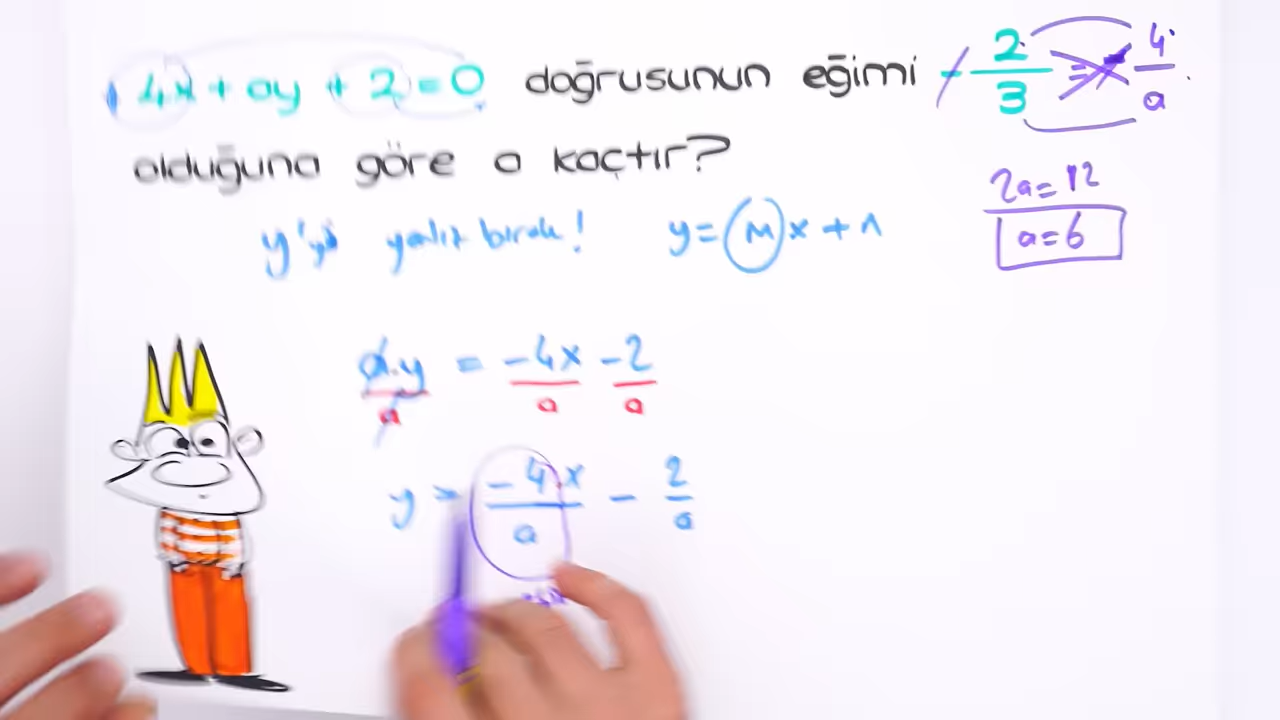 4x + ay + 2 = 0 doğrusunun eğimi - 2/3 = 4/a
olduğuna göre a kaçtır?
2a = 12
a = 6
y'yi yalnız bırak! y = mx + n
a.y/a = -4x/a -2/a
y = -4x/a - 2/a